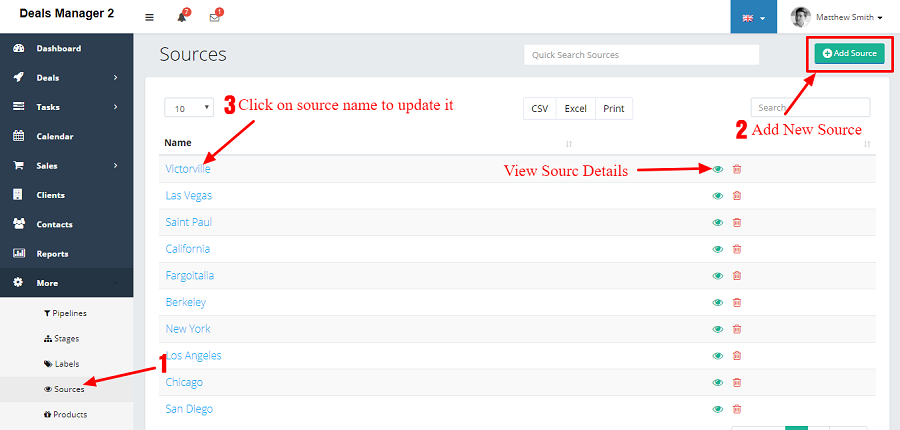 Deals Manager 2
7
1
Matthew Smith
Dashboard
Deals
Tasks
Calendar
Sales
Clients
Contacts
Reports
More
Pipelines
Stages
Labels
Sources
Products
1
Sources
Quick Search Sources
Add Source
10
3 Click on source name to update it
CSV
Excel
Print
Search
2 Add New Source
Name
Victorville
View Sourc Details
Las Vegas
Saint Paul
California
Fargoitalia
Berkeley
New York
Los Angeles
Chicago
San Diego